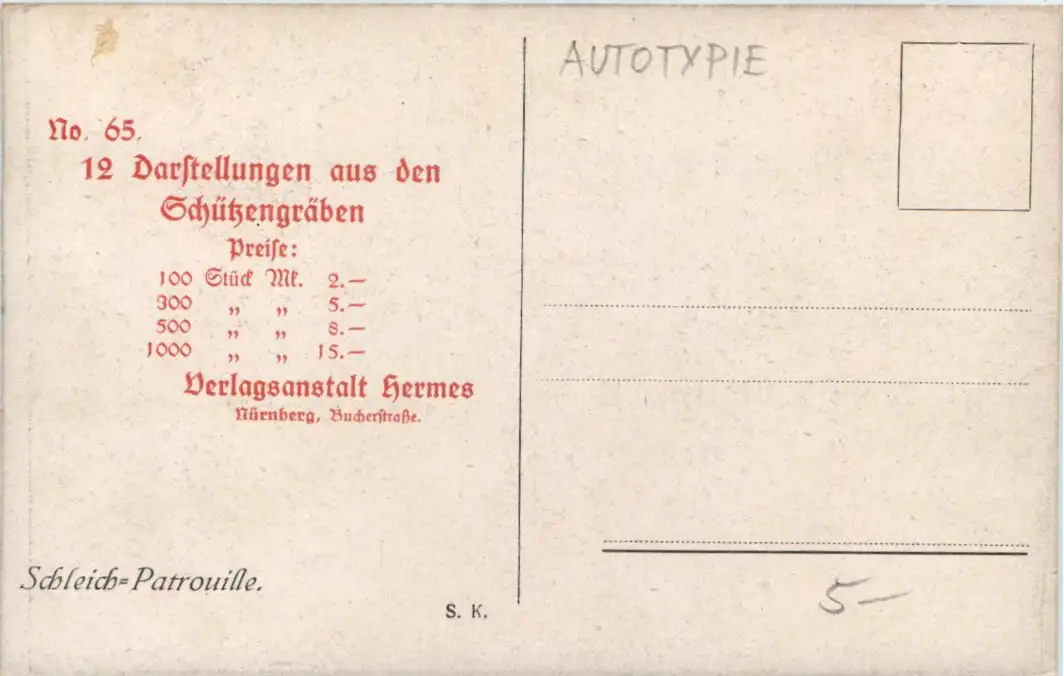 No. 65.
12 Darſtellungen aus den
Schützengräben
Preiſe:
100 Stück Mk. 2.—
300 „ „ 5.—
500 „ „ 8.—
1000 „ „ 15.—
Verlagsanstalt Hermes
Nürnberg, Bucherſtraße.
Schleich=Patrouille.
S. K.
AUTOTYPIE
5—